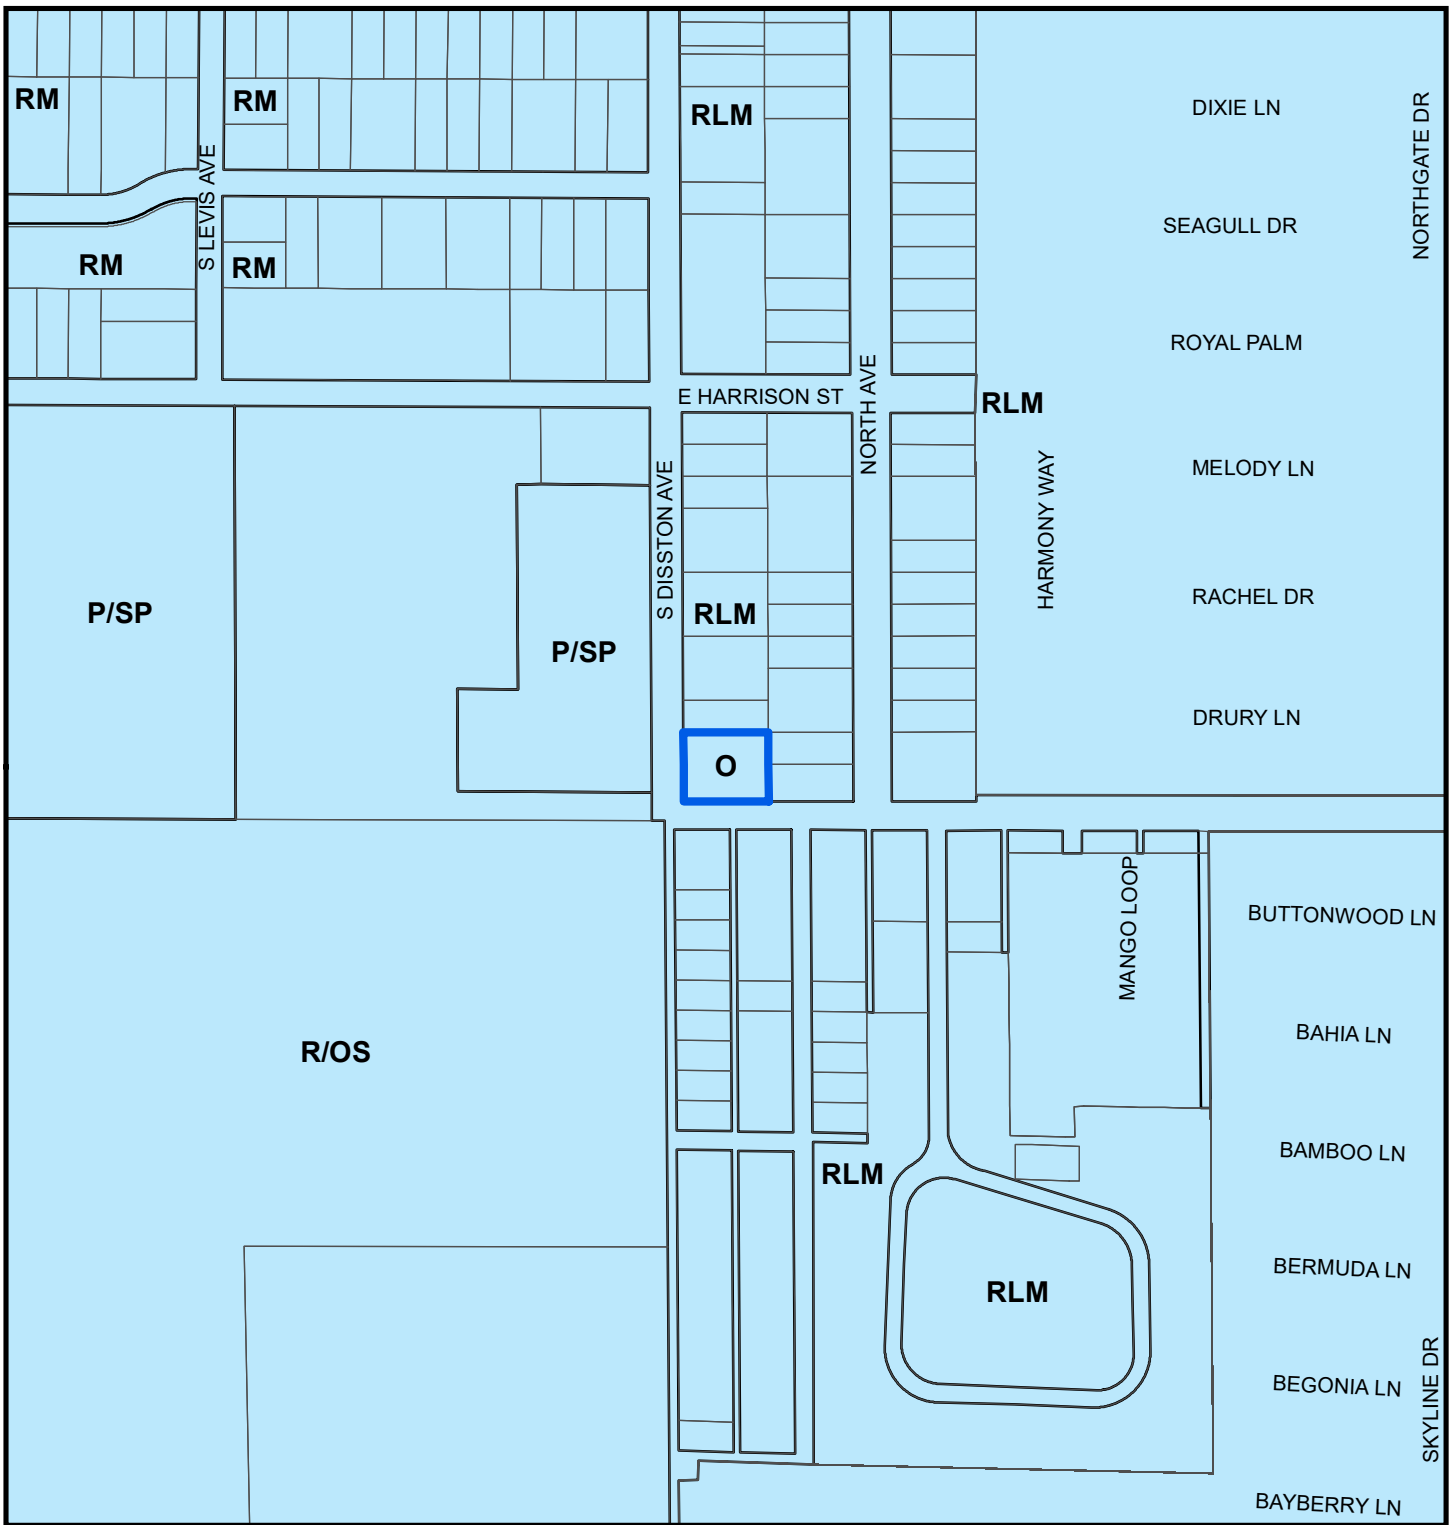 RM
RM
RLM
DIXIE LN
NORTHGATE DR
S LEVIS AVE
SEAGULL DR
RM
RM
ROYAL PALM
E HARRISON ST
NORTH AVE
RLM
S DISSTON AVE
HARMONY WAY
MELODY LN
P/SP
P/SP
RLM
RACHEL DR
DRURY LN
O
MANGO LOOP
BUTTONWOOD LN
R/OS
BAHIA LN
RLM
BAMBOO LN
RLM
BERMUDA LN
BEGONIA LN
SKYLINE DR
BAYBERRY LN